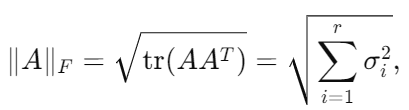 ‖A‖_F = √(tr(AA^T)) = √(∑_{i=1}^{r} σ_i^2),